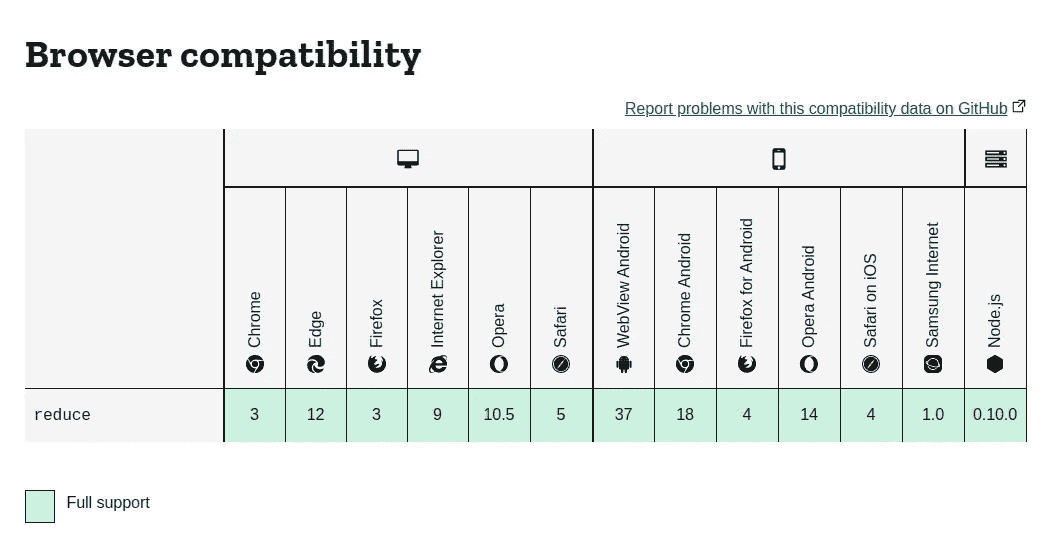 Browser compatibility
Report problems with this compatibility data on GitHub
Chrome
Edge
Firefox
Internet Explorer
Opera
Safari
WebView Android
Chrome Android
Firefox for Android
Opera Android
Safari on iOS
Samsung Internet
Node.js
reduce 3 12 3 9 10.5 5 37 18 4 14 4 1.0 0.10.0
Full support